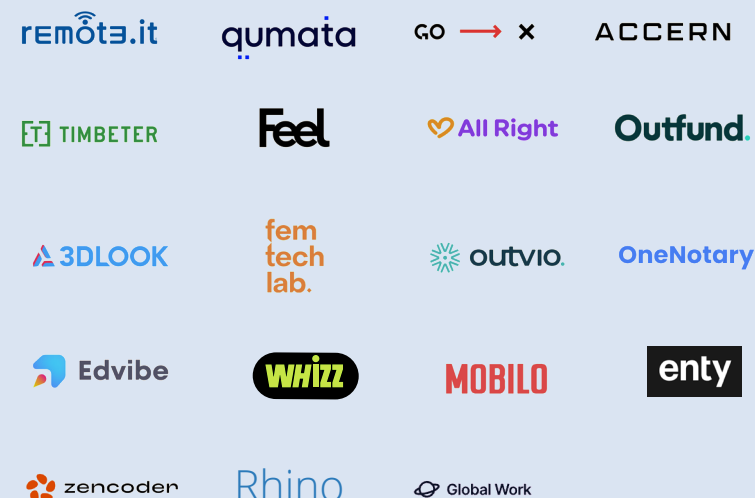 remot3.it
qumata
GO → X
ACCERN
[T] TIMBETER
Feel
All Right
Outfund.
3DLOOK
fem
tech
lab.
outvio.
OneNotary
Edvibe
WHizz
MOBILO
enty
zencoder
Rhino
Global Work